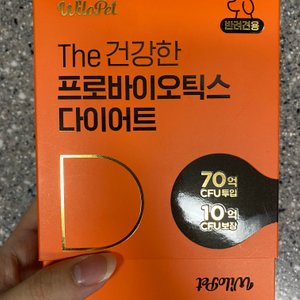 WiloPet
반려견용
The 건강한
프로바이오틱스
다이어트
70억
CFU투입
10억
CFU보장
WiloPet